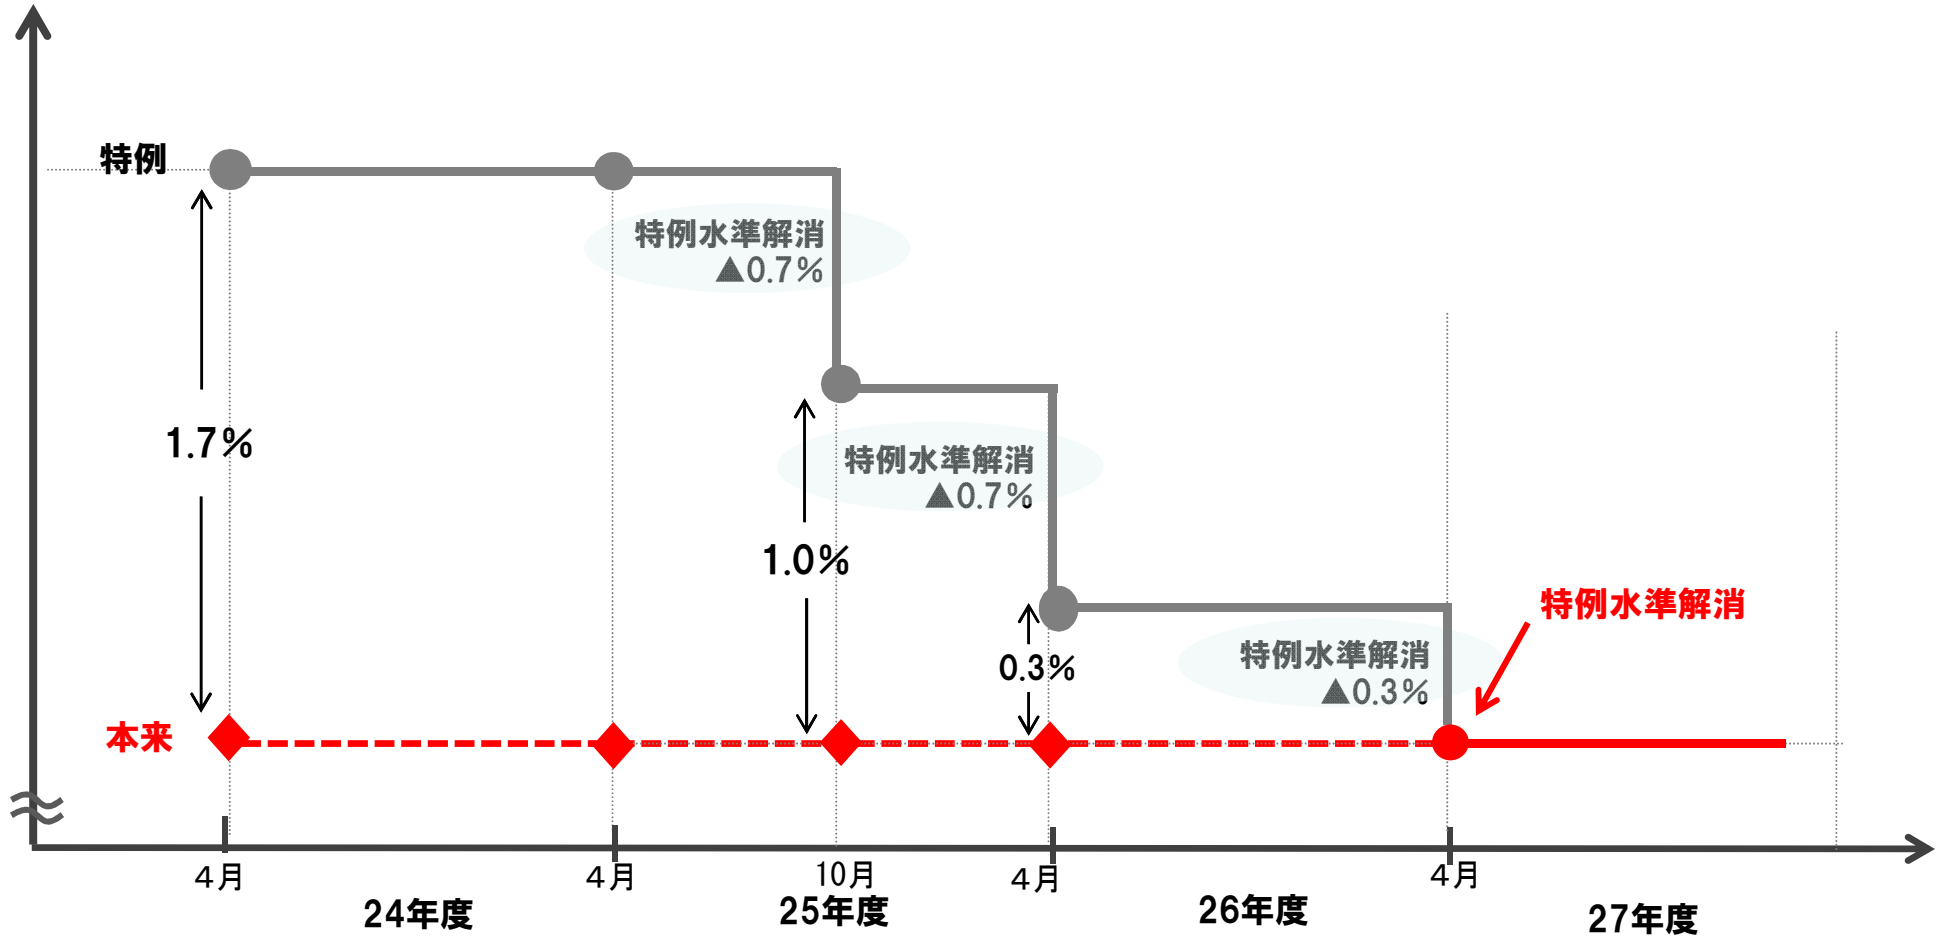 特例
特例水準解消
▲0.7％
1.7％
特例水準解消
▲0.7％
1.0％
特例水準解消
0.3％
特例水準解消
▲0.3％
本来
4月
4月
10月
4月
4月
24年度
25年度
26年度
27年度